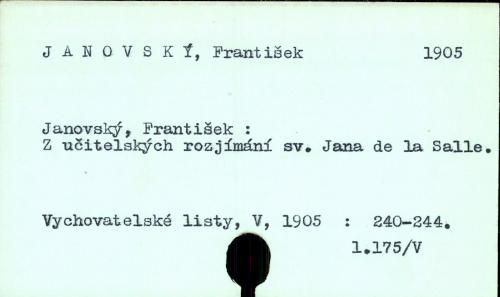 J A N O V S K Ý, František 1905
Janovský, František :
Z učitelských rozjímání sv. Jana de la Salle.
Vychovatelské listy, V, 1905 : 240-244.
1.175/V